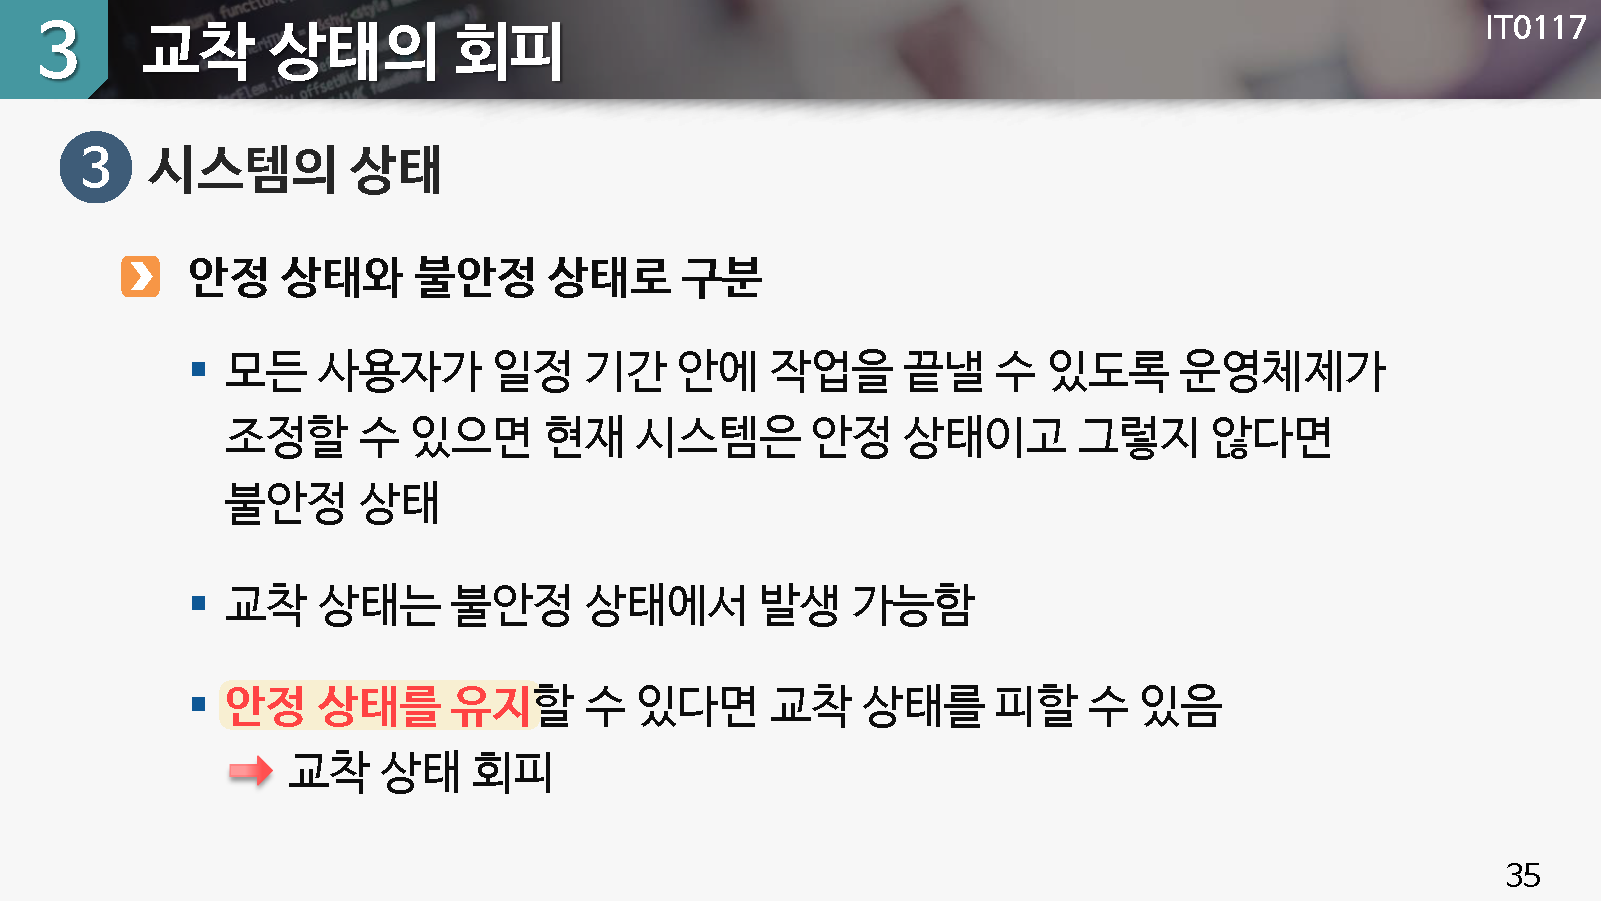 3 교착 상태의 회피
IT0117
3 시스템의 상태
안정 상태와 불안정 상태로 구분
모든 사용자가 일정 기간 안에 작업을 끝낼 수 있도록 운영체제가
조정할 수 있으면 현재 시스템은 안정 상태이고 그렇지 않다면
불안정 상태
교착 상태는 불안정 상태에서 발생 가능함
안정 상태를 유지할 수 있다면 교착 상태를 피할 수 있음
➡ 교착 상태 회피
35